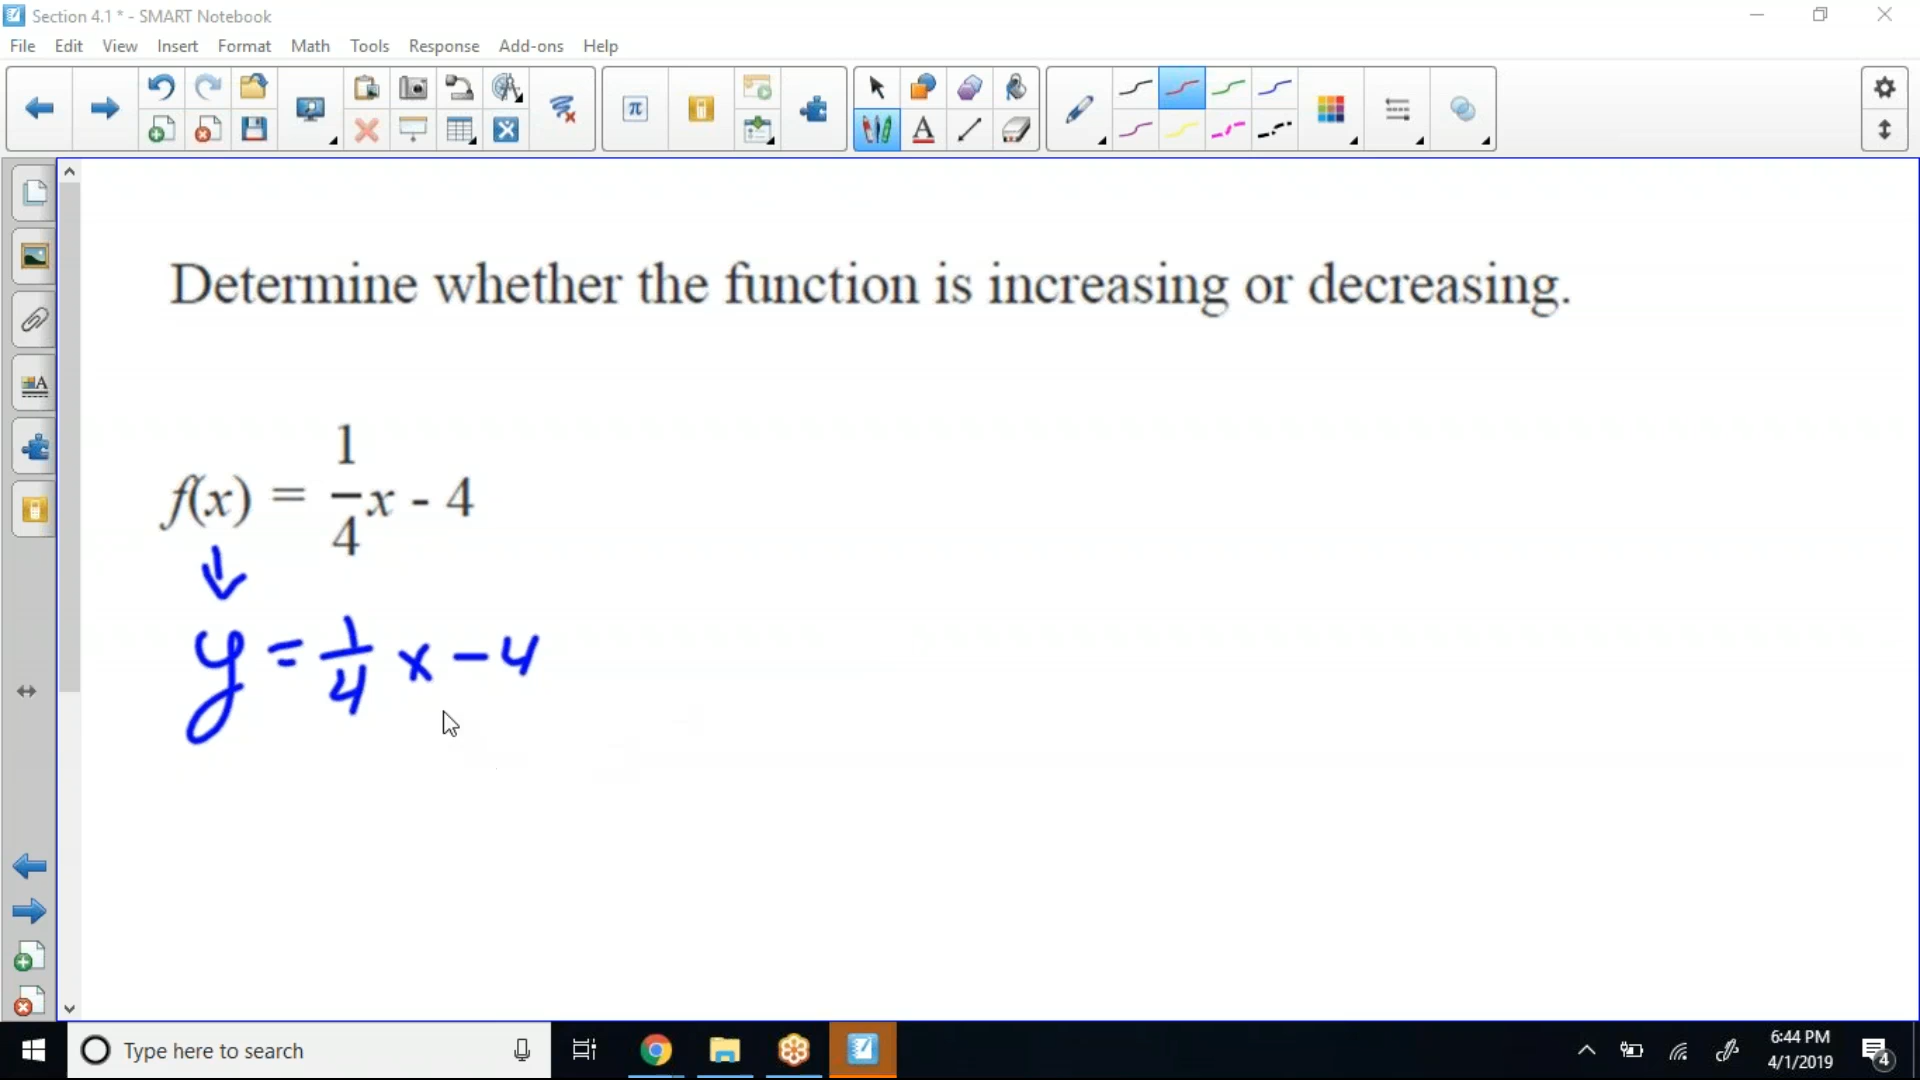 Section 4.1 * - SMART Notebook
File Edit View Insert Format Math Tools Response Add-ons Help
π
A
A
Determine whether the function is increasing or decreasing.
f(x) = 1/4 x - 4
y = 1/4 x - 4
Type here to search
6:44 PM
4/1/2019
4